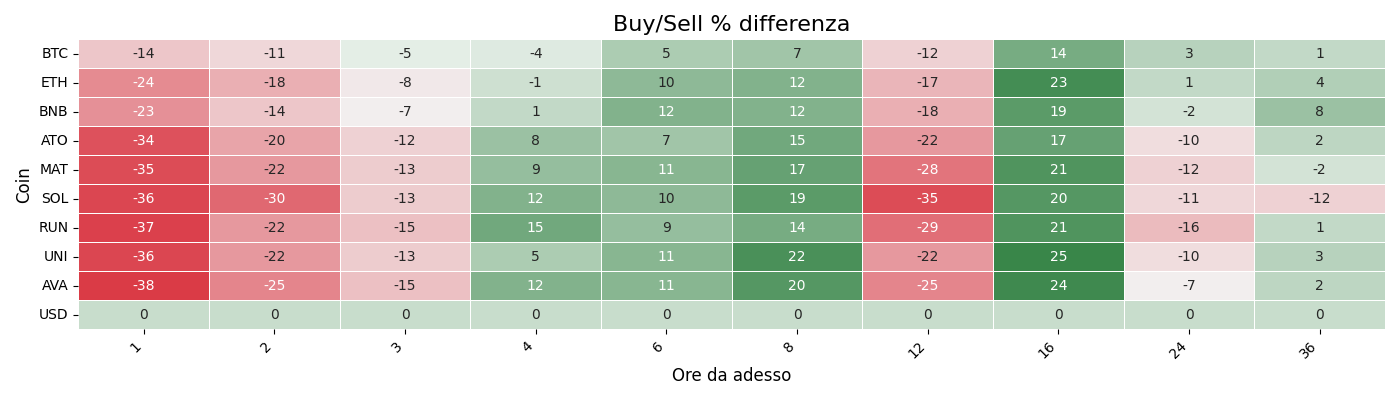 Buy/Sell % differenza
Coin
BTC -14 -11 -5 -4 5 7 -12 14 3 1
ETH -24 -18 -8 -1 10 12 -17 23 1 4
BNB -23 -14 -7 1 12 12 -18 19 -2 8
ATO -34 -20 -12 8 7 15 -22 17 -10 2
MAT -35 -22 -13 9 11 17 -28 21 -12 -2
SOL -36 -30 -13 12 10 19 -35 20 -11 -12
RUN -37 -22 -15 15 9 14 -29 21 -16 1
UNI -36 -22 -13 5 11 22 -22 25 -10 3
AVA -38 -25 -15 12 11 20 -25 24 -7 2
USD 0 0 0 0 0 0 0 0 0 0
1 2 3 4 6 8 12 16 24 36
Ore da adesso